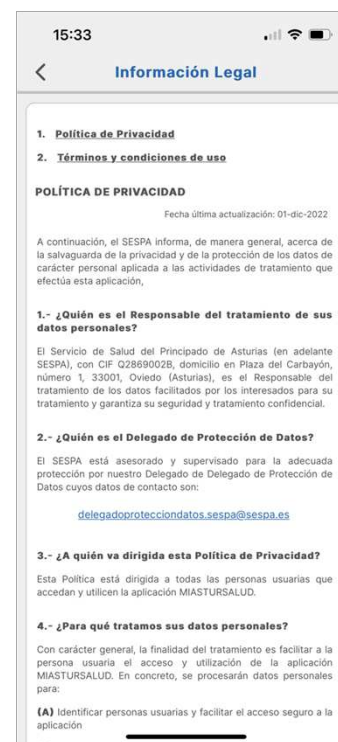 15:33
Información Legal
1. Política de Privacidad
2. Términos y condiciones de uso
POLÍTICA DE PRIVACIDAD
Fecha última actualización: 01-dic-2022
A continuación, el SESPA informa, de manera general, acerca de
la salvaguarda de la privacidad y de la protección de los datos de
carácter personal aplicada a las actividades de tratamiento que
efectúa esta aplicación,
1.- ¿Quién es el Responsable del tratamiento de sus
datos personales?
El Servicio de Salud del Principado de Asturias (en adelante
SESPA), con CIF Q2869002B, domicilio en Plaza del Carbayón,
número 1, 33001, Oviedo (Asturias), es el Responsable del
tratamiento de los datos facilitados por los interesados para su
tratamiento y garantiza su seguridad y tratamiento confidencial.
2.- ¿Quién es el Delegado de Protección de Datos?
El SESPA está asesorado y supervisado para la adecuada
protección por nuestro Delegado de Delegado de Protección de
Datos cuyos datos de contacto son:
delegadoprotecciondatos.sespa@sespa.es
3.- ¿A quién va dirigida esta Política de Privacidad?
Esta Política está dirigida a todas las personas usuarias que
accedan y utilicen la aplicación MIASTURSALUD.
4.- ¿Para qué tratamos sus datos personales?
Con carácter general, la finalidad del tratamiento es facilitar a la
persona usuaria el acceso y utilización de la aplicación
MIASTURSALUD. En concreto, se procesarán datos personales
para:
(A) Identificar personas usuarias y facilitar el acceso seguro a la
aplicación